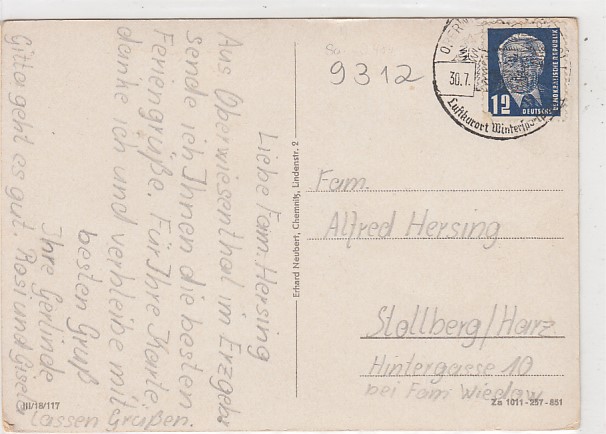 Liebe Fam. Hersing
Aus Oberwiesenthal im Erzgeb.
sende ich Ihnen die besten
Feriengrüße. Für Ihre Karte
danke ich und verbleibe mit
besten Gruß
Ihre Gerlinde
Gitta geht es gut. Rosi und Gisela
lassen Grüßen.
III/18/117
Erhard Neubert, Chemnitz, Lindenstr. 2
9312
30.7.
Luftkurort Wintersport
12
DEUTSCHE
DEMOKRATISCHE REPUBLIK
Fam.
Alfred Hersing
Stollberg/Harz
Hintergasse 10
bei Fam Wiedaw
Za 1011 - 257 - 851